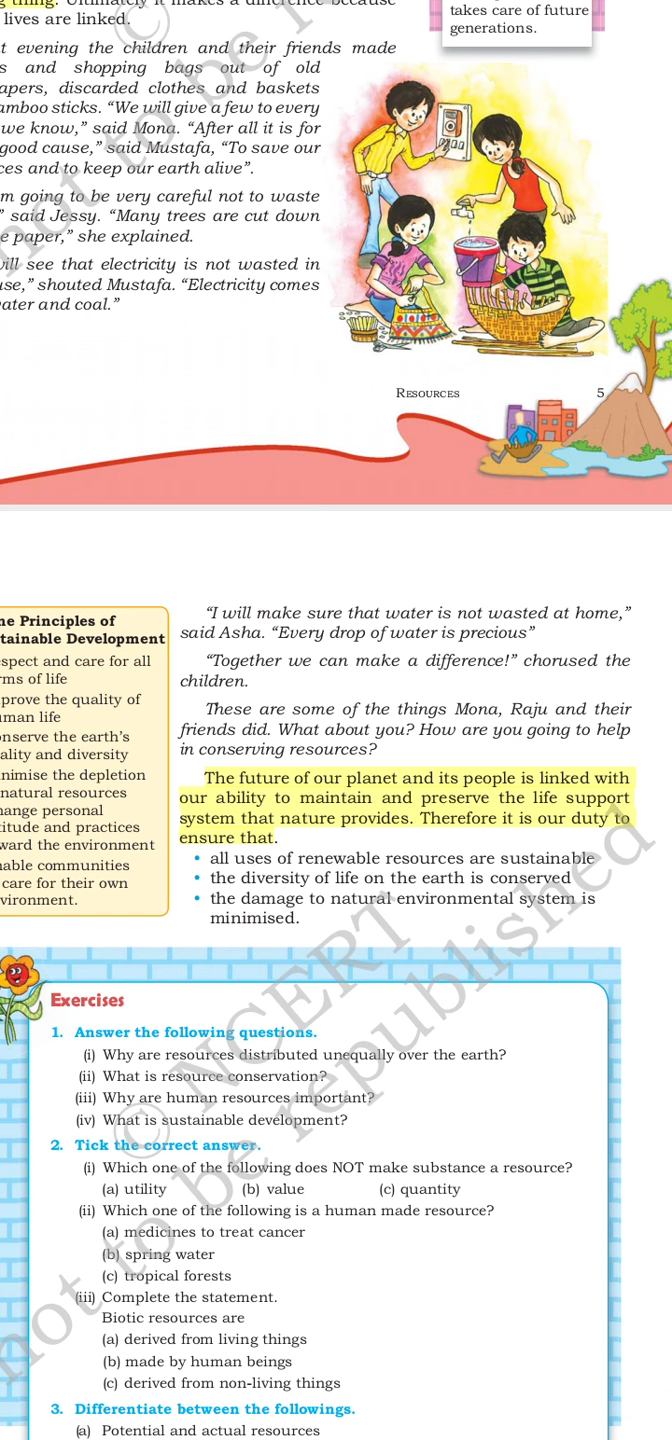 thing. Ultimately it makes a difference because
lives are linked.
takes care of future
generations.
t evening the children and their friends made
s and shopping bags out of old
apers, discarded clothes and baskets
amboo sticks. “We will give a few to every
we know,” said Mona. “After all it is for
good cause,” said Mustafa, “To save our
ces and to keep our earth alive”.
m going to be very careful not to waste
” said Jessy. “Many trees are cut down
e paper,” she explained.
will see that electricity is not wasted in
use,” shouted Mustafa. “Electricity comes
water and coal.”
RESOURCES 5
he Principles of
tainable Development
espect and care for all
rms of life
prove the quality of
uman life
onserve the earth’s
ality and diversity
nimise the depletion
natural resources
hange personal
titude and practices
ward the environment
nable communities
care for their own
vironment.
“I will make sure that water is not wasted at home,”
said Asha. “Every drop of water is precious”
“Together we can make a difference!” chorused the
children.
These are some of the things Mona, Raju and their
friends did. What about you? How are you going to help
in conserving resources?
The future of our planet and its people is linked with
our ability to maintain and preserve the life support
system that nature provides. Therefore it is our duty to
ensure that.
• all uses of renewable resources are sustainable
• the diversity of life on the earth is conserved
• the damage to natural environmental system is
minimised.
Exercises
1. Answer the following questions.
(i) Why are resources distributed unequally over the earth?
(ii) What is resource conservation?
(iii) Why are human resources important?
(iv) What is sustainable development?
2. Tick the correct answer.
(i) Which one of the following does NOT make substance a resource?
(a) utility (b) value (c) quantity
(ii) Which one of the following is a human made resource?
(a) medicines to treat cancer
(b) spring water
(c) tropical forests
(iii) Complete the statement.
Biotic resources are
(a) derived from living things
(b) made by human beings
(c) derived from non-living things
3. Differentiate between the followings.
(a) Potential and actual resources
not to be r
© NCERT
not to be republished